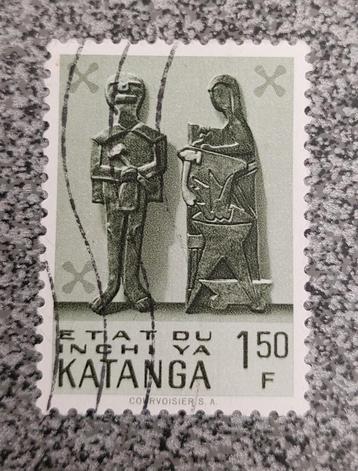 ETAT DU
INCHI YA
KATANGA
1,50
F
COURVOISIER S.A.